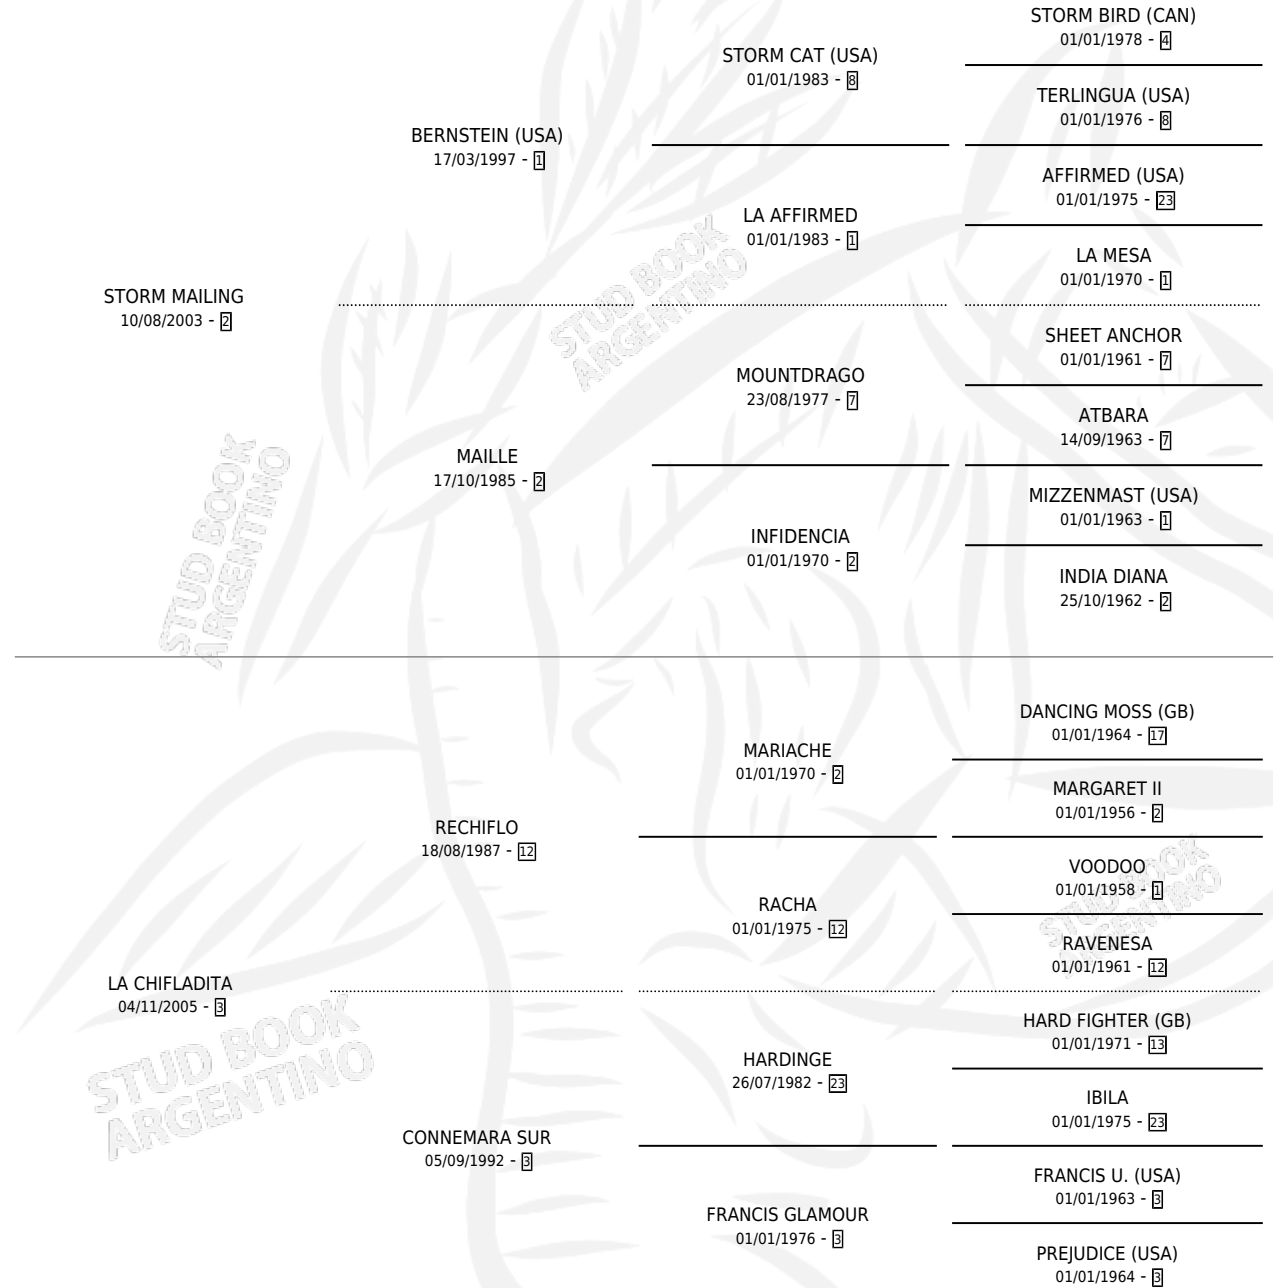 STORM BIRD (CAN)
01/01/1978 - 4
STORM CAT (USA)
01/01/1983 - 8
TERLINGUA (USA)
01/01/1976 - 8
BERNSTEIN (USA)
17/03/1997 - 1
AFFIRMED (USA)
01/01/1975 - 23
LA AFFIRMED
01/01/1983 - 1
LA MESA
01/01/1970 - 1
STORM MAILING
10/08/2003 - 2
SHEET ANCHOR
01/01/1961 - 7
MOUNTDRAGO
23/08/1977 - 7
ATBARA
14/09/1963 - 7
MAILLE
17/10/1985 - 2
MIZZENMAST (USA)
01/01/1963 - 1
INFIDENCIA
01/01/1970 - 2
INDIA DIANA
25/10/1962 - 2
DANCING MOSS (GB)
01/01/1964 - 17
MARIACHE
01/01/1970 - 2
MARGARET II
01/01/1956 - 2
RECHIFLO
18/08/1987 - 12
VOODOO
01/01/1958 - 1
RACHA
01/01/1975 - 12
RAVENESA
01/01/1961 - 12
LA CHIFLADITA
04/11/2005 - 3
HARD FIGHTER (GB)
01/01/1971 - 13
HARDINGE
26/07/1982 - 23
IBILA
01/01/1975 - 23
CONNEMARA SUR
05/09/1992 - 3
FRANCIS U. (USA)
01/01/1963 - 3
FRANCIS GLAMOUR
01/01/1976 - 3
PREJUDICE (USA)
01/01/1964 - 3
STUD BOOK
ARGENTINO
STUD BOOK
ARGENTINO
STUD BOOK
ARGENTINO
STUD BOOK
ARGENTINO